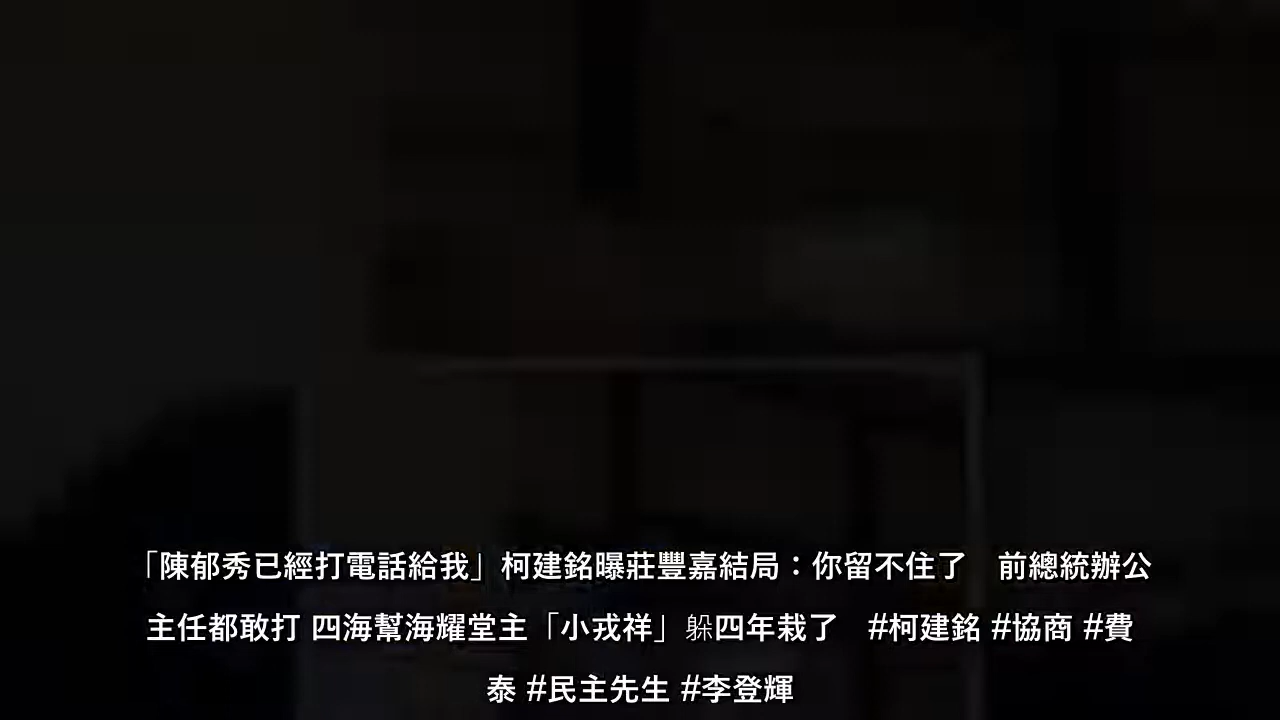 「陳郁秀已經打電話給我」柯建銘曝莊豐嘉結局：你留不住了　前總統辦公
主任都敢打 四海幫海耀堂主「小戎祥」躲四年栽了　#柯建銘 #協商 #費
泰 #民主先生 #李登輝